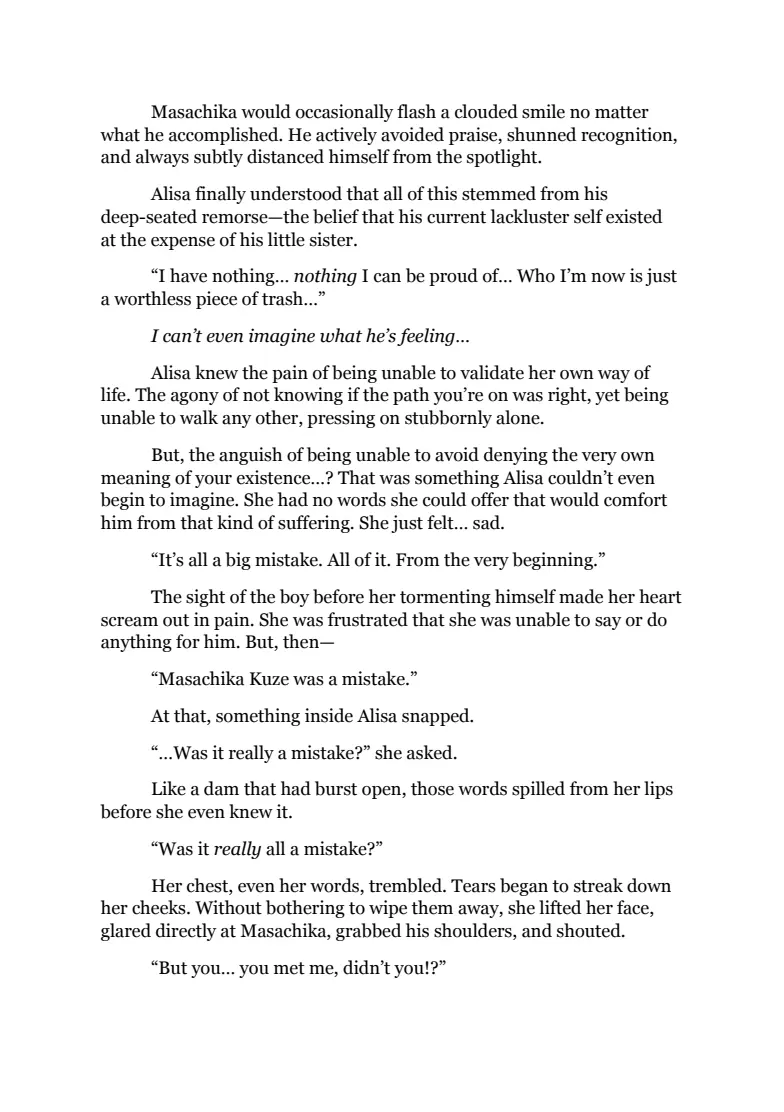 Masachika would occasionally flash a clouded smile no matter
what he accomplished. He actively avoided praise, shunned recognition,
and always subtly distanced himself from the spotlight.
Alisa finally understood that all of this stemmed from his
deep-seated remorse—the belief that his current lackluster self existed
at the expense of his little sister.
“I have nothing… nothing I can be proud of… Who I’m now is just
a worthless piece of trash…”
I can’t even imagine what he’s feeling…
Alisa knew the pain of being unable to validate her own way of
life. The agony of not knowing if the path you’re on was right, yet being
unable to walk any other, pressing on stubbornly alone.
But, the anguish of being unable to avoid denying the very own
meaning of your existence…? That was something Alisa couldn’t even
begin to imagine. She had no words she could offer that would comfort
him from that kind of suffering. She just felt… sad.
“It’s all a big mistake. All of it. From the very beginning.”
The sight of the boy before her tormenting himself made her heart
scream out in pain. She was frustrated that she was unable to say or do
anything for him. But, then—
“Masachika Kuze was a mistake.”
At that, something inside Alisa snapped.
“…Was it really a mistake?” she asked.
Like a dam that had burst open, those words spilled from her lips
before she even knew it.
“Was it really all a mistake?”
Her chest, even her words, trembled. Tears began to streak down
her cheeks. Without bothering to wipe them away, she lifted her face,
glared directly at Masachika, grabbed his shoulders, and shouted.
“But you… you met me, didn’t you!?”